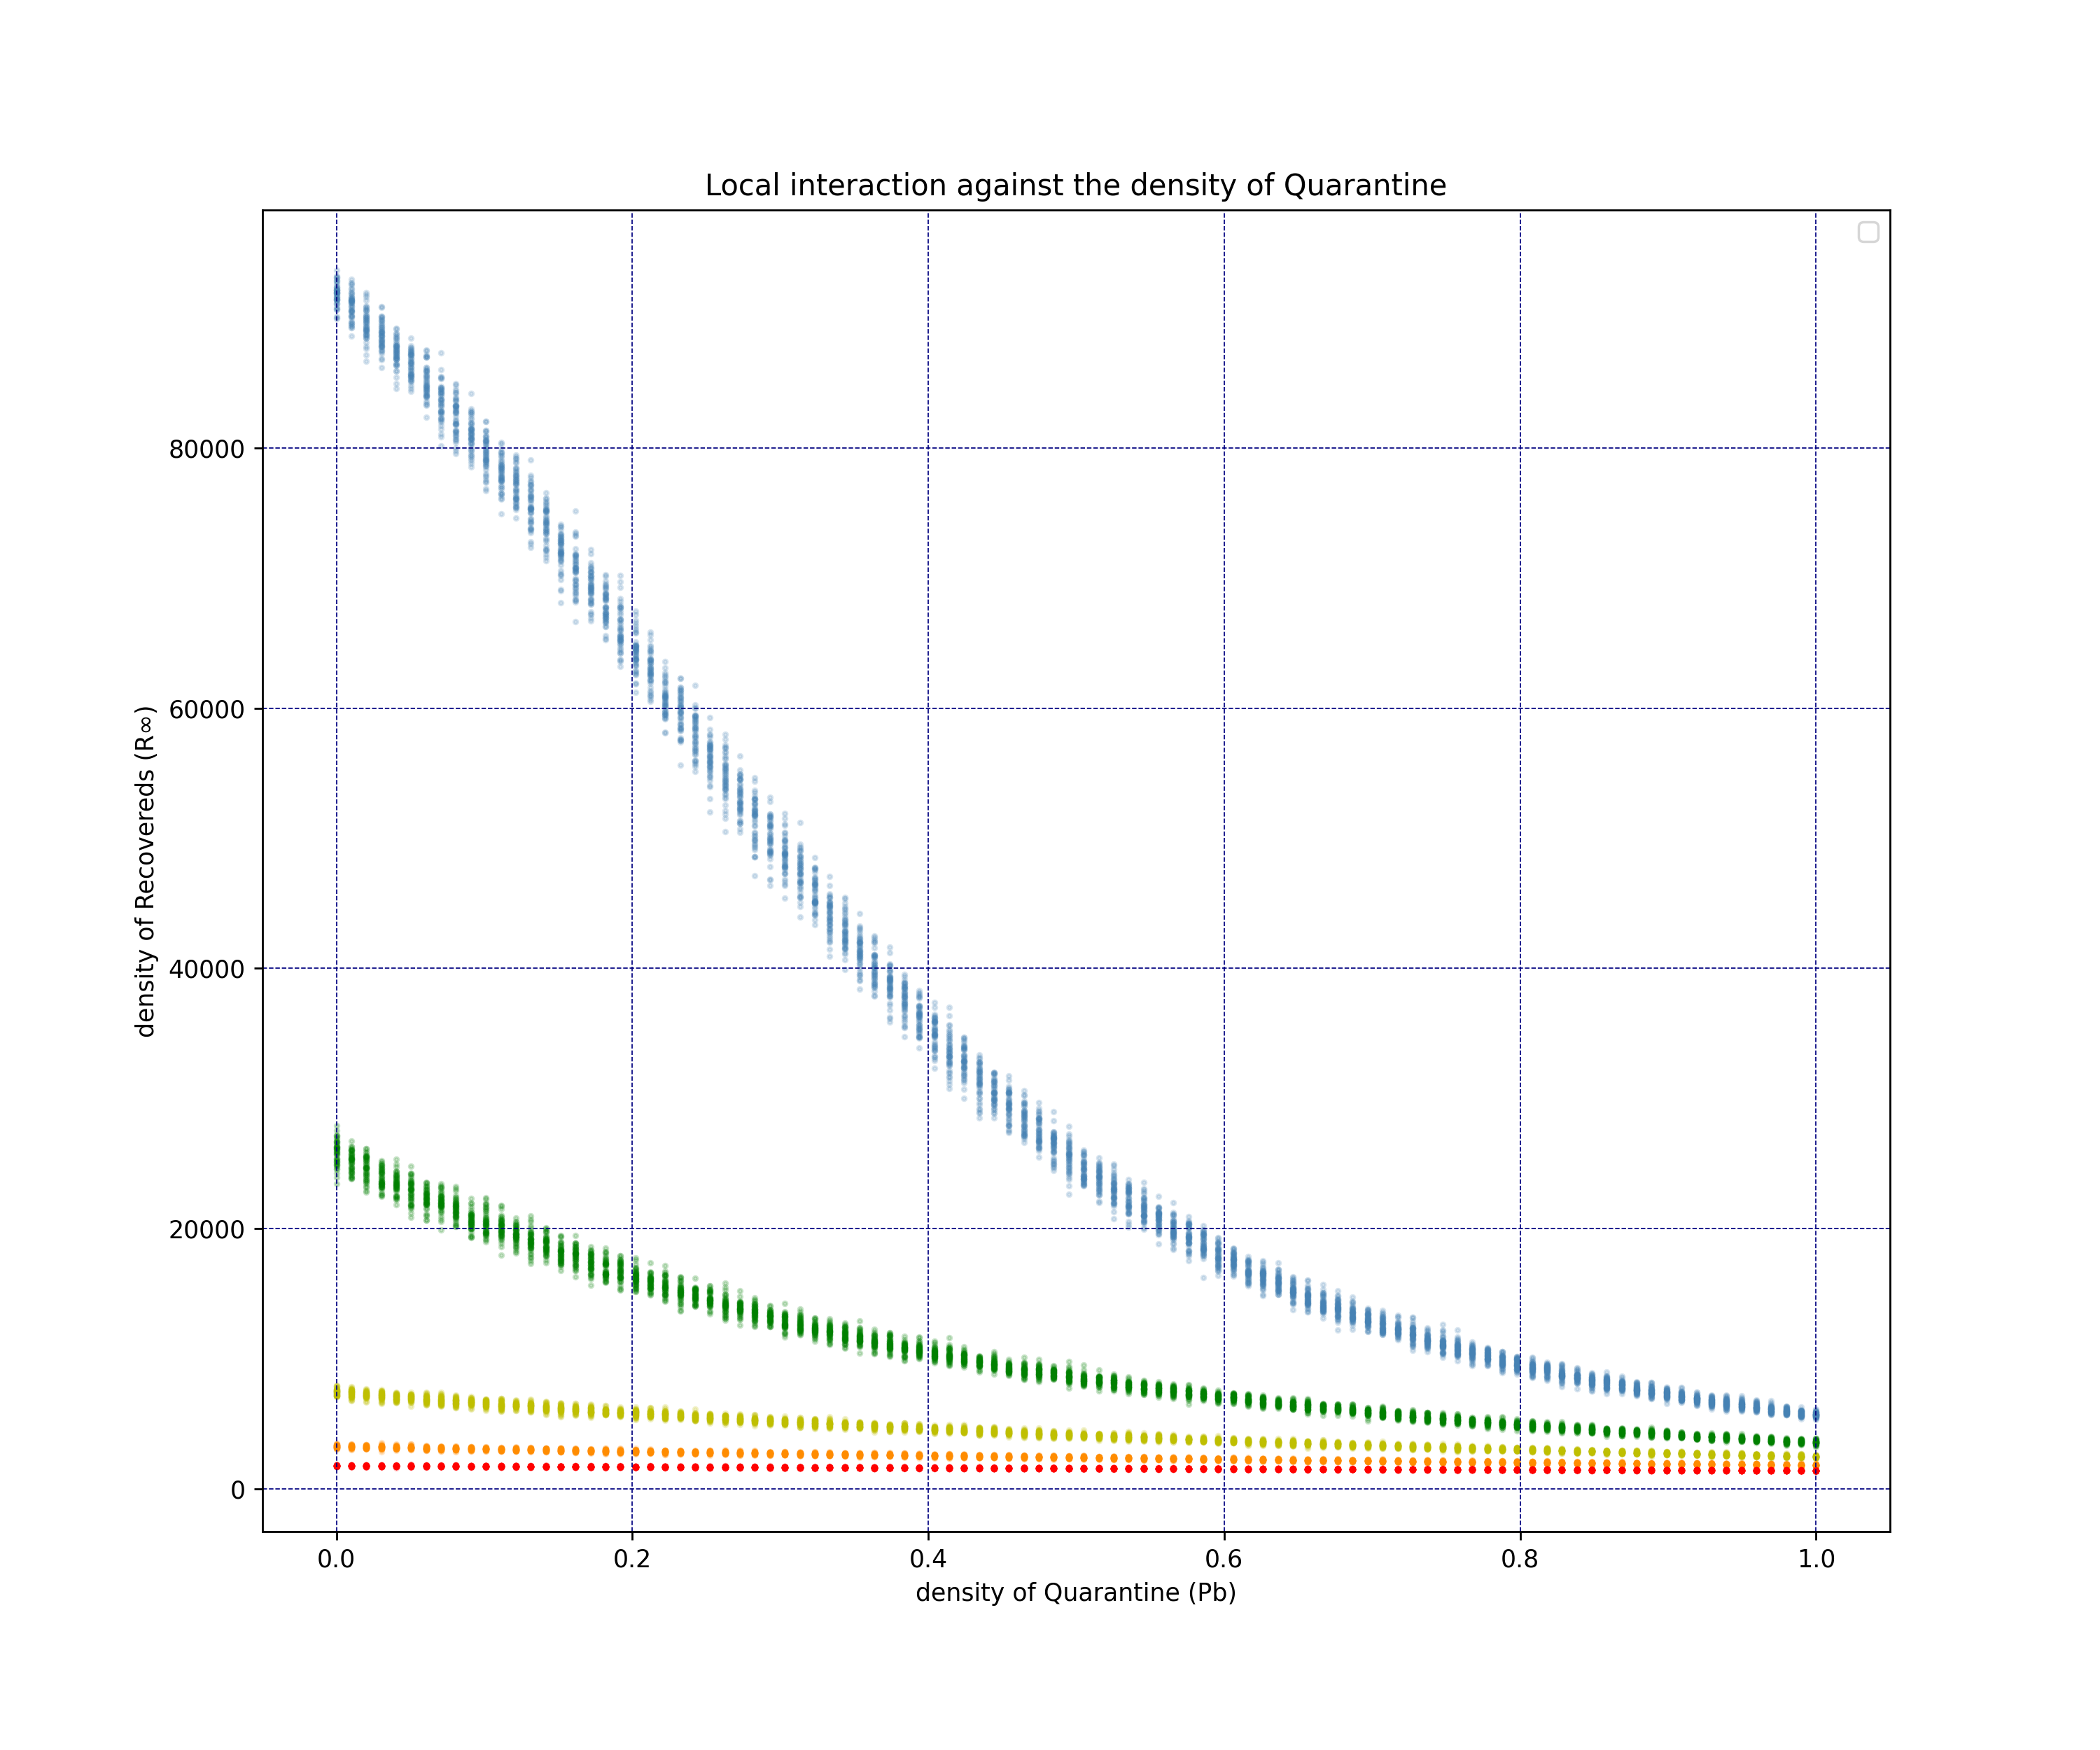 Local interaction against the density of Quarantine
80000
60000
40000
20000
0
density of Recovereds (R∞)
0.0 0.2 0.4 0.6 0.8 1.0
density of Quarantine (Pb)